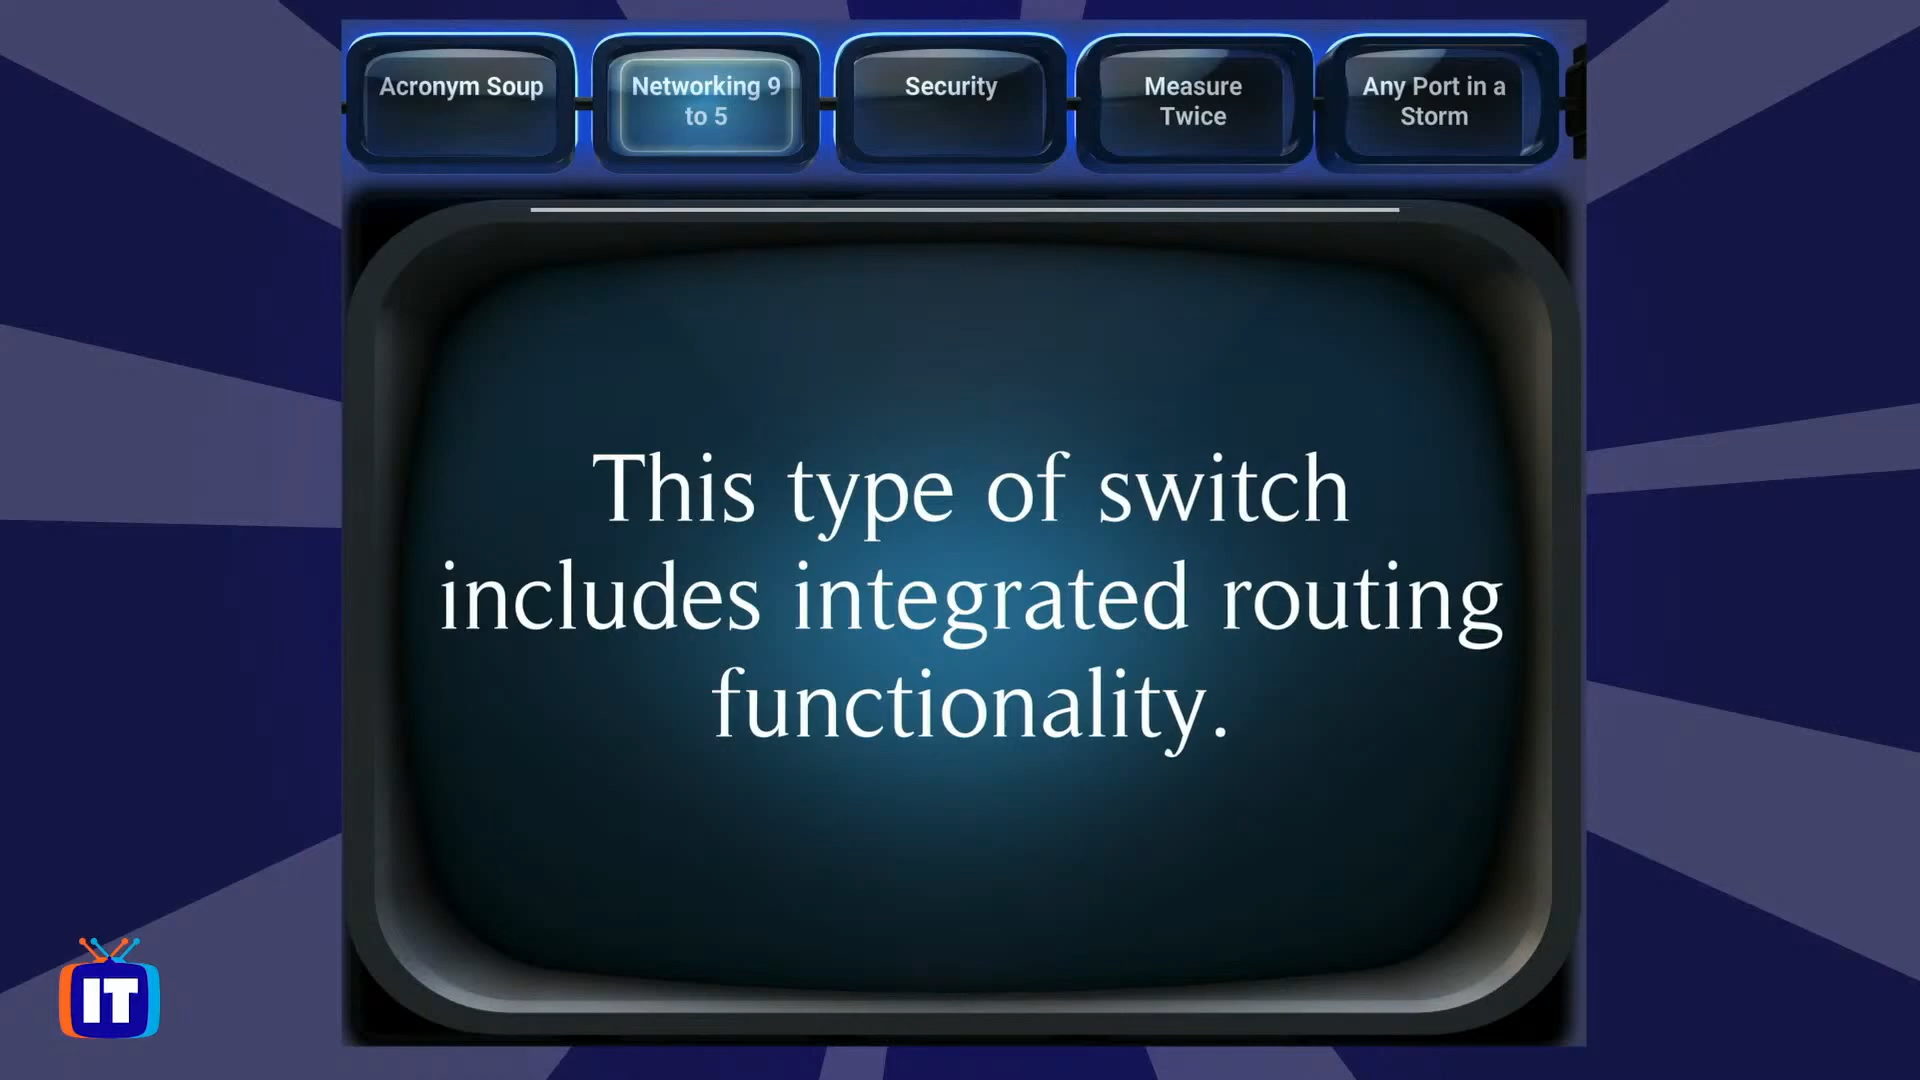 Acronym Soup
Networking 9
to 5
Security
Measure
Twice
Any Port in a
Storm
This type of switch
includes integrated routing
functionality.
IT